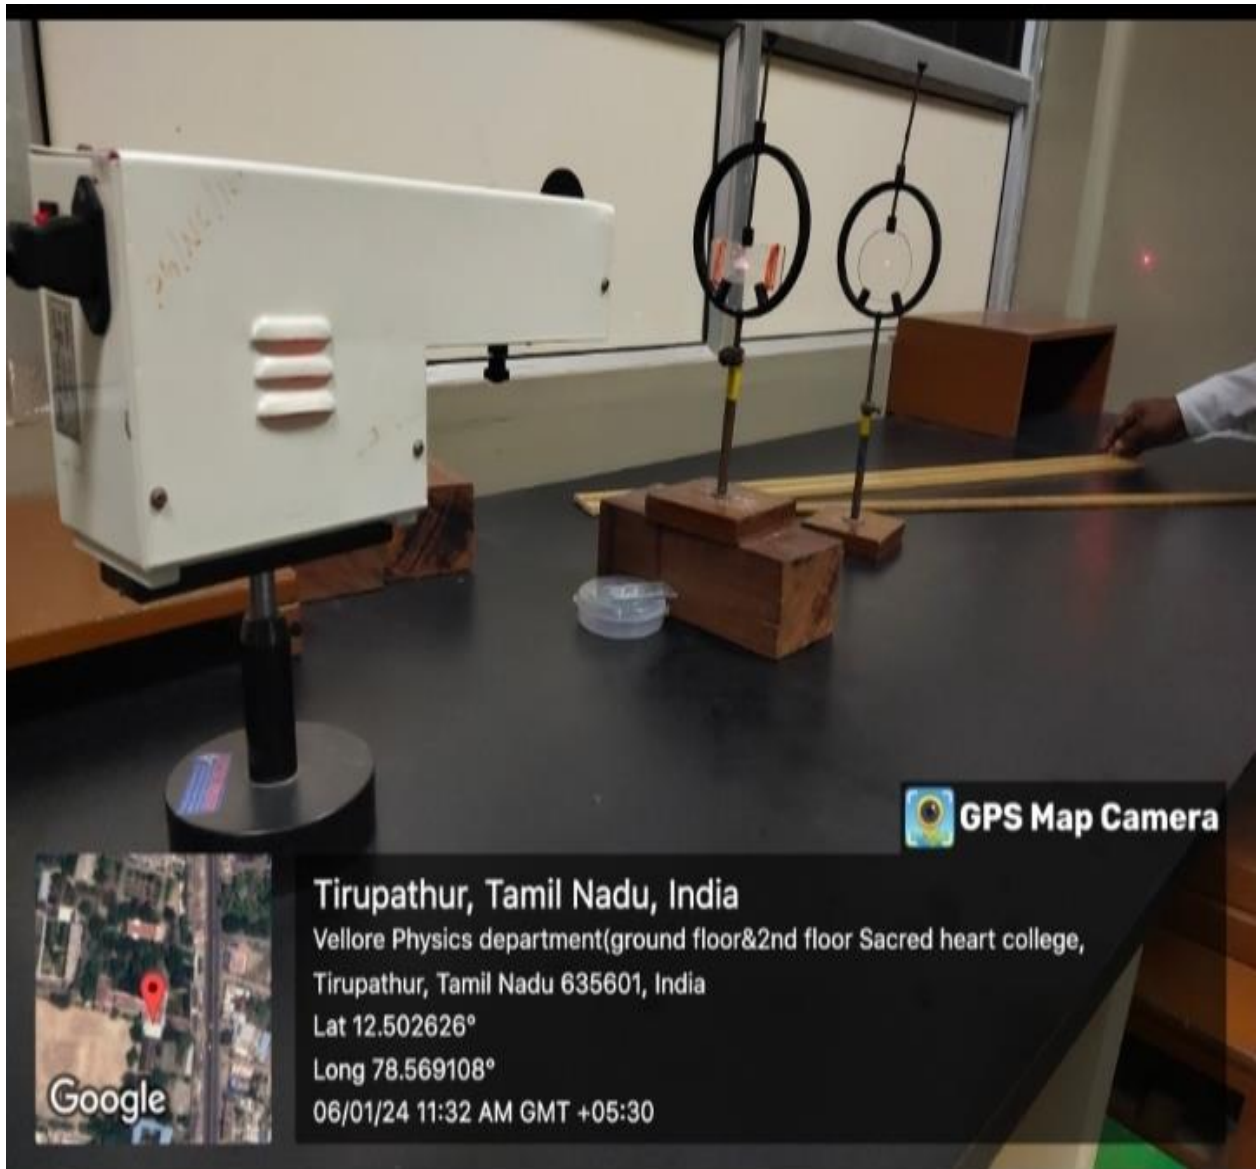 GPS Map Camera
Tirupathur, Tamil Nadu, India
Vellore Physics department(ground floor&2nd floor Sacred heart college,
Tirupathur, Tamil Nadu 635601, India
Lat 12.502626°
Long 78.569108°
06/01/24 11:32 AM GMT +05:30
Google